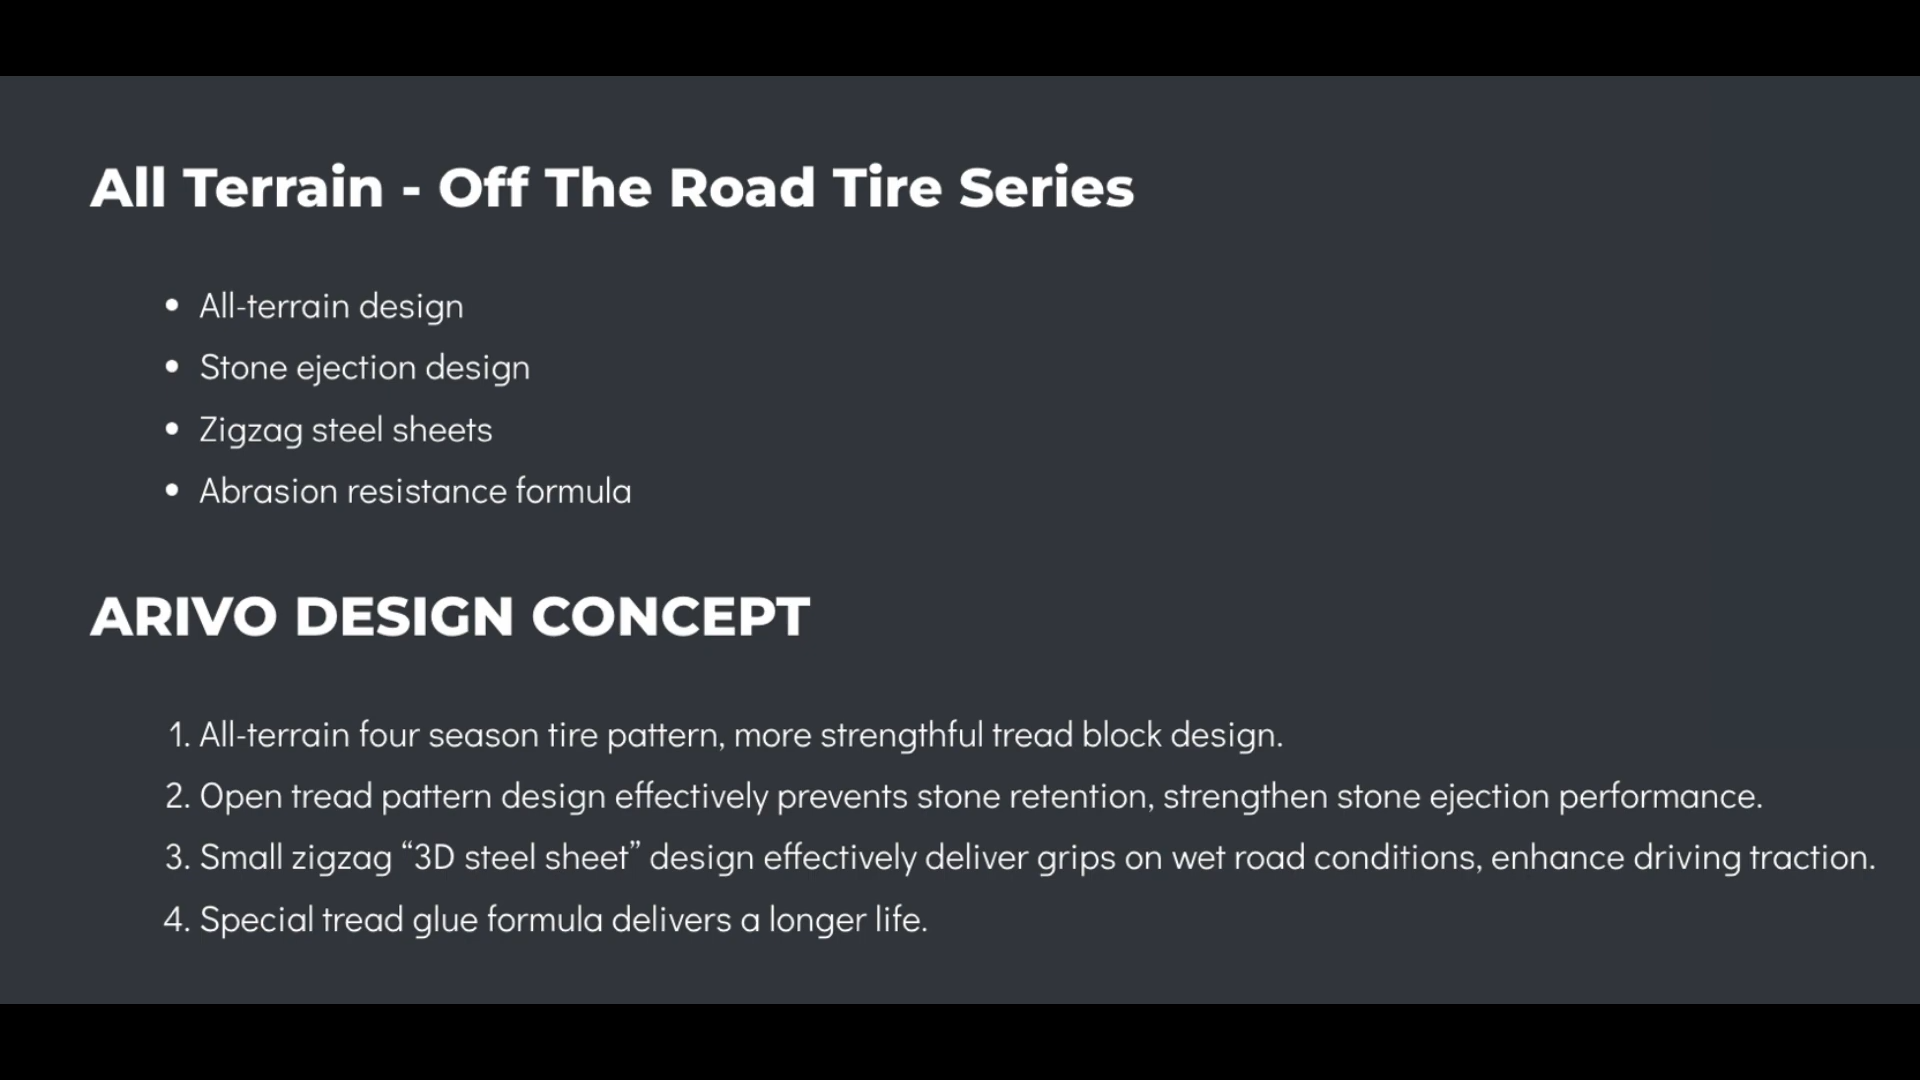 All Terrain - Off The Road Tire Series
• All-terrain design
• Stone ejection design
• Zigzag steel sheets
• Abrasion resistance formula
ARIVO DESIGN CONCEPT
1. All-terrain four season tire pattern, more strengthful tread block design.
2. Open tread pattern design effectively prevents stone retention, strengthen stone ejection performance.
3. Small zigzag “3D steel sheet” design effectively deliver grips on wet road conditions, enhance driving traction.
4. Special tread glue formula delivers a longer life.